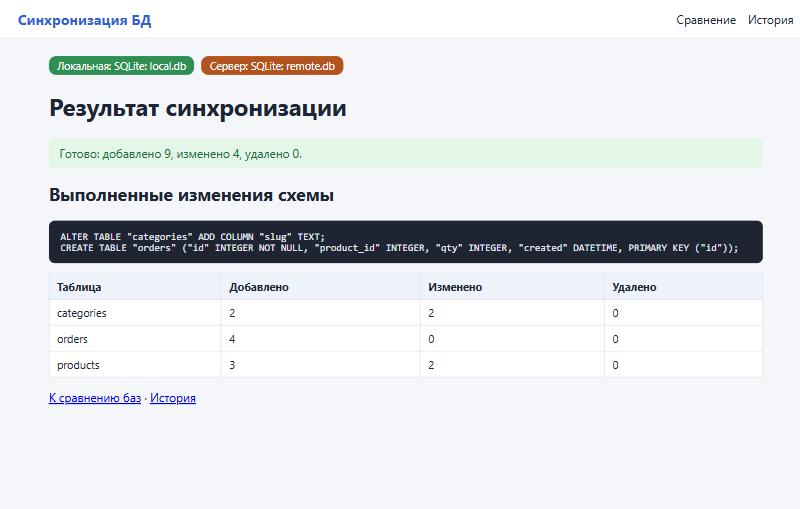 Синхронизация БД Сравнение История
Локальная: SQLite: local.db Сервер: SQLite: remote.db
Результат синхронизации
Готово: добавлено 9, изменено 4, удалено 0.
Выполненные изменения схемы
ALTER TABLE "categories" ADD COLUMN "slug" TEXT;
CREATE TABLE "orders" ("id" INTEGER NOT NULL, "product_id" INTEGER, "qty" INTEGER, "created" DATETIME, PRIMARY KEY ("id"));
Таблица Добавлено Изменено Удалено
categories 2 2 0
orders 4 0 0
products 3 2 0
К сравнению баз · История